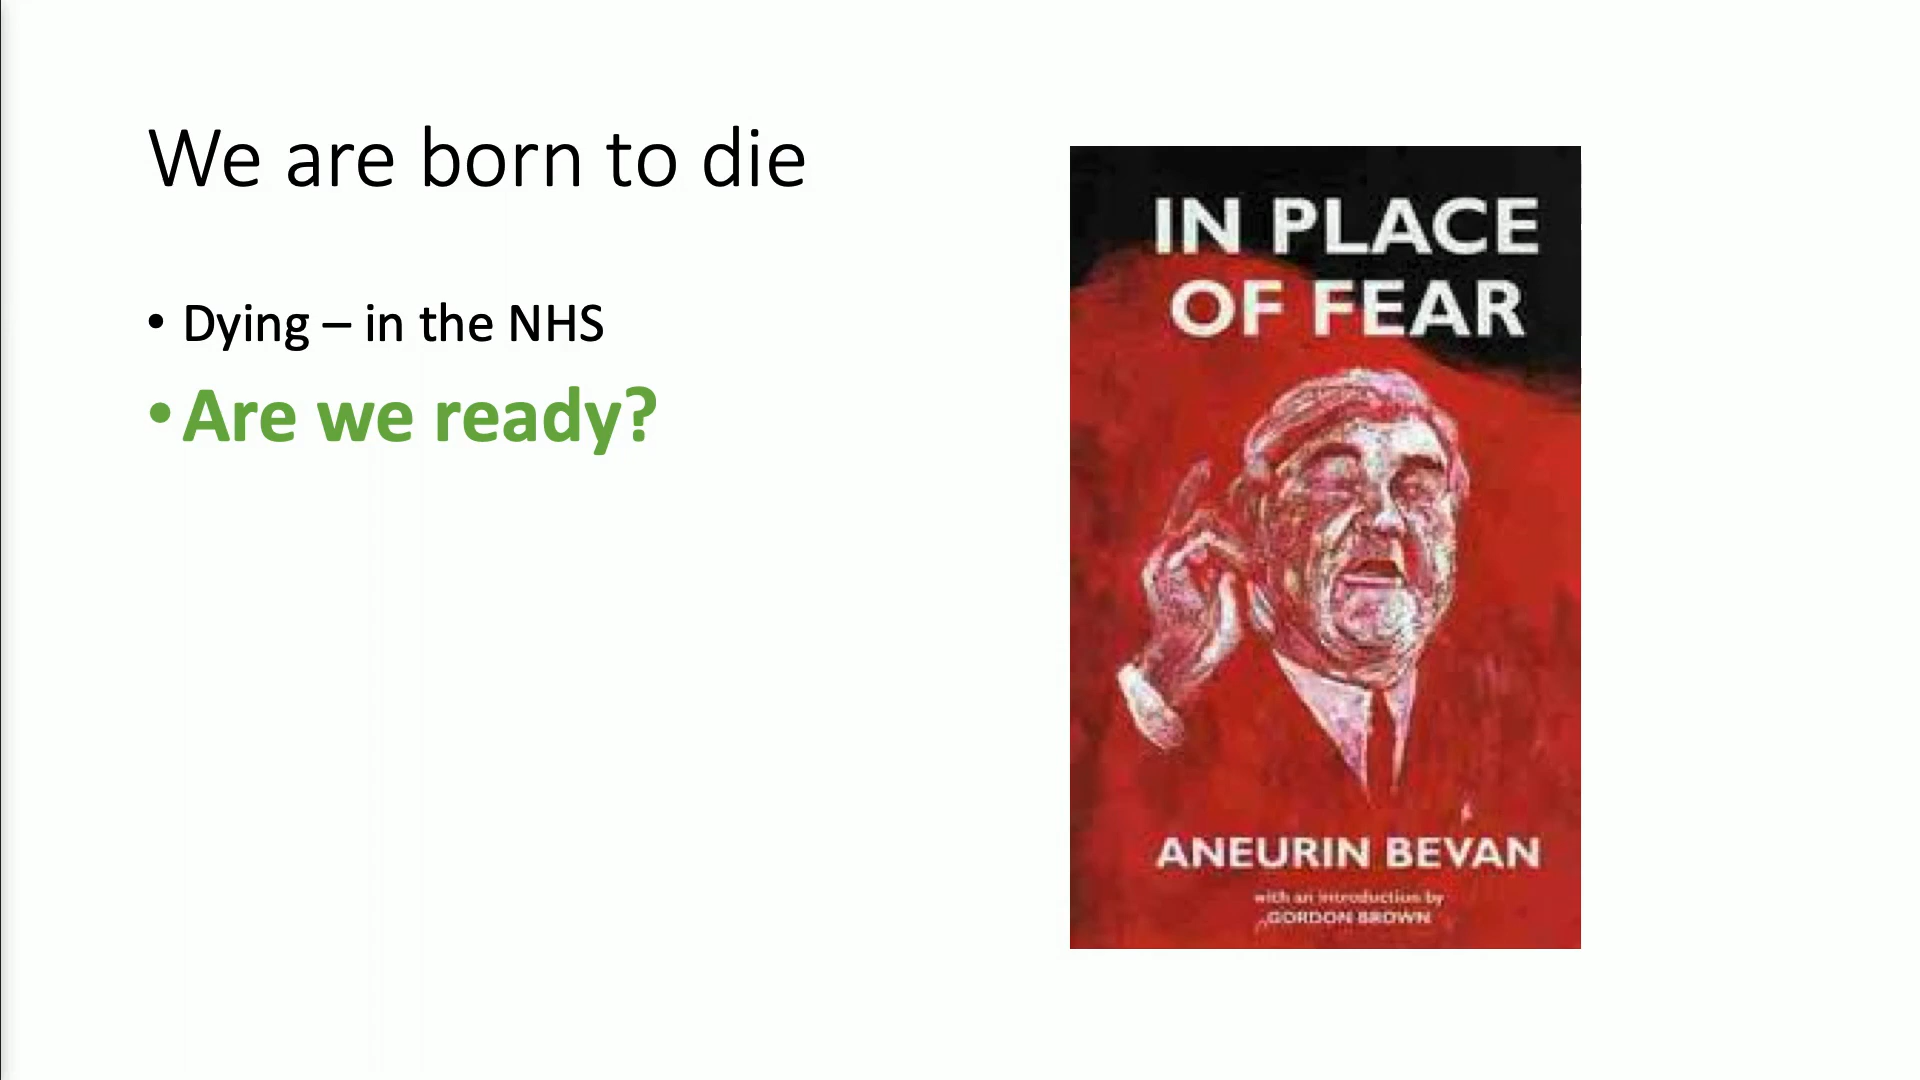 We are born to die
• Dying – in the NHS
• Are we ready?
IN PLACE
OF FEAR
ANEURIN BEVAN
with an introduction by
GORDON BROWN